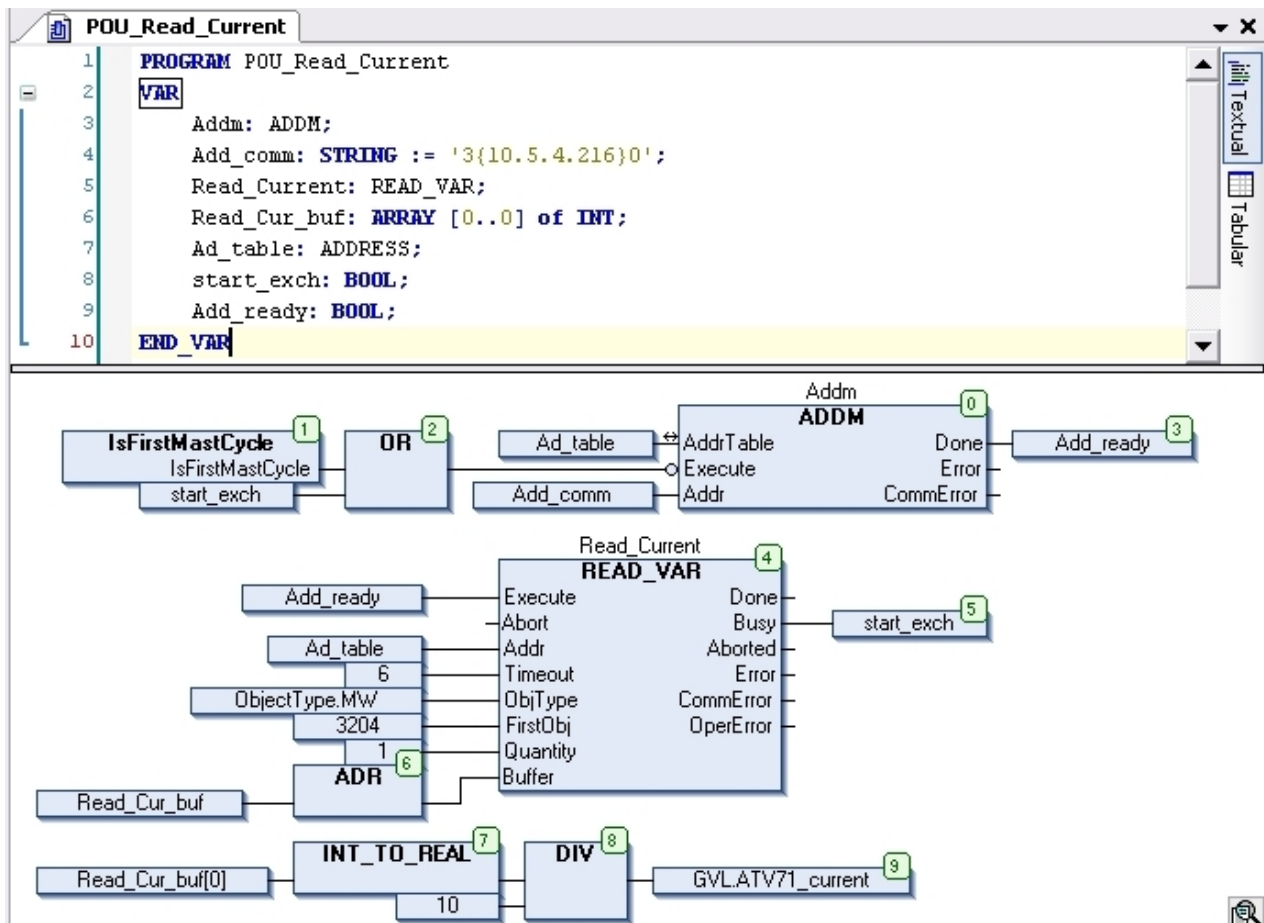 POU_Read_Current
1 PROGRAM POU_Read_Current
2 VAR
3 Addm: ADDM;
4 Add_comm: STRING := '3{10.5.4.216}0';
5 Read_Current: READ_VAR;
6 Read_Cur_buf: ARRAY [0..0] of INT;
7 Ad_table: ADDRESS;
8 start_exch: BOOL;
9 Add_ready: BOOL;
10 END_VAR
Textual
Tabular
Addm
IsFirstMastCycle 1 OR 2 ADDM 0
IsFirstMastCycle Ad_table AddrTable Done Add_ready 3
Execute Error
start_exch Add_comm Addr CommError
Read_Current
READ_VAR 4
Add_ready Execute Done
Abort Busy start_exch 5
Ad_table Addr Aborted
6 Timeout Error
ObjectType.MW ObjType CommError
3204 FirstObj OperError
1 Quantity
ADR 6 Buffer
Read_Cur_buf
INT_TO_REAL 7 DIV 8
Read_Cur_buf[0] GVL.ATV71_current 9
10